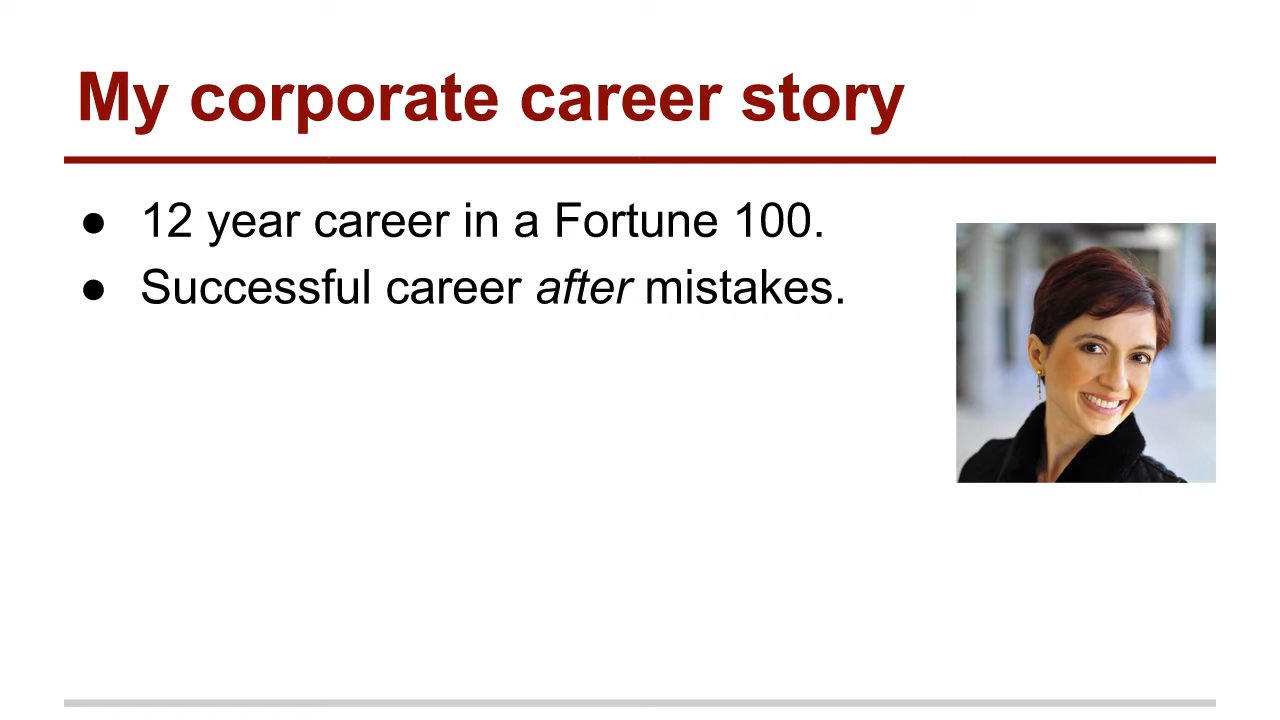 My corporate career story
● 12 year career in a Fortune 100.
● Successful career after mistakes.